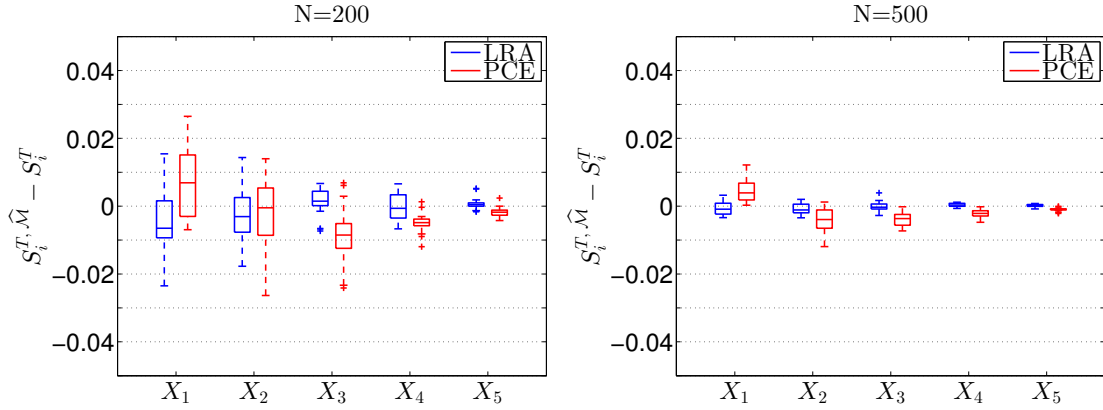 N=200
LRA
PCE
0.04
0.02
0
−0.02
−0.04
$S_i^{T,\widehat{\mathcal{M}}} - S_i^T$
X₁ X₂ X₃ X₄ X₅
N=500
LRA
PCE
0.04
0.02
0
−0.02
−0.04
$S_i^{T,\widehat{\mathcal{M}}} - S_i^T$
X₁ X₂ X₃ X₄ X₅